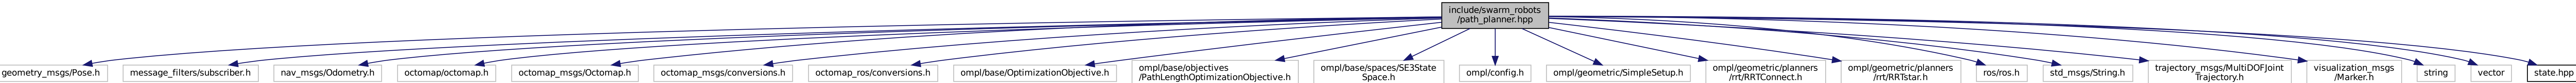 include/swarm_robots
/path_planner.hpp
geometry_msgs/Pose.h
message_filters/subscriber.h
nav_msgs/Odometry.h
octomap/octomap.h
octomap_msgs/Octomap.h
octomap_msgs/conversions.h
octomap_ros/conversions.h
ompl/base/OptimizationObjective.h
ompl/base/objectives
/PathLengthOptimizationObjective.h
ompl/base/spaces/SE3State
Space.h
ompl/config.h
ompl/geometric/SimpleSetup.h
ompl/geometric/planners
/rrt/RRTConnect.h
ompl/geometric/planners
/rrt/RRTstar.h
ros/ros.h
std_msgs/String.h
trajectory_msgs/MultiDOFJoint
Trajectory.h
visualization_msgs
/Marker.h
string
vector
state.hpp